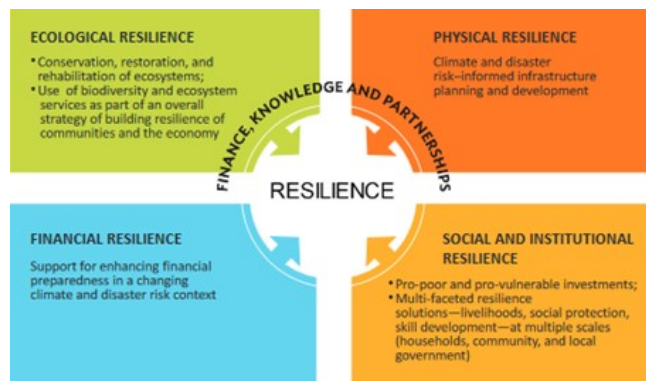 ECOLOGICAL RESILIENCE
• Conservation, restoration, and
rehabilitation of ecosystems;
• Use of biodiversity and ecosystem
services as part of an overall
strategy of building resilience of
communities and the economy
PHYSICAL RESILIENCE
Climate and disaster
risk–informed infrastructure
planning and development
FINANCE, KNOWLEDGE AND PARTNERSHIPS
RESILIENCE
FINANCIAL RESILIENCE
Support for enhancing financial
preparedness in a changing
climate and disaster risk context
SOCIAL AND INSTITUTIONAL
RESILIENCE
• Pro-poor and pro-vulnerable investments;
• Multi-faceted resilience
solutions—livelihoods, social protection,
skill development—at multiple scales
(households, community, and local
government)